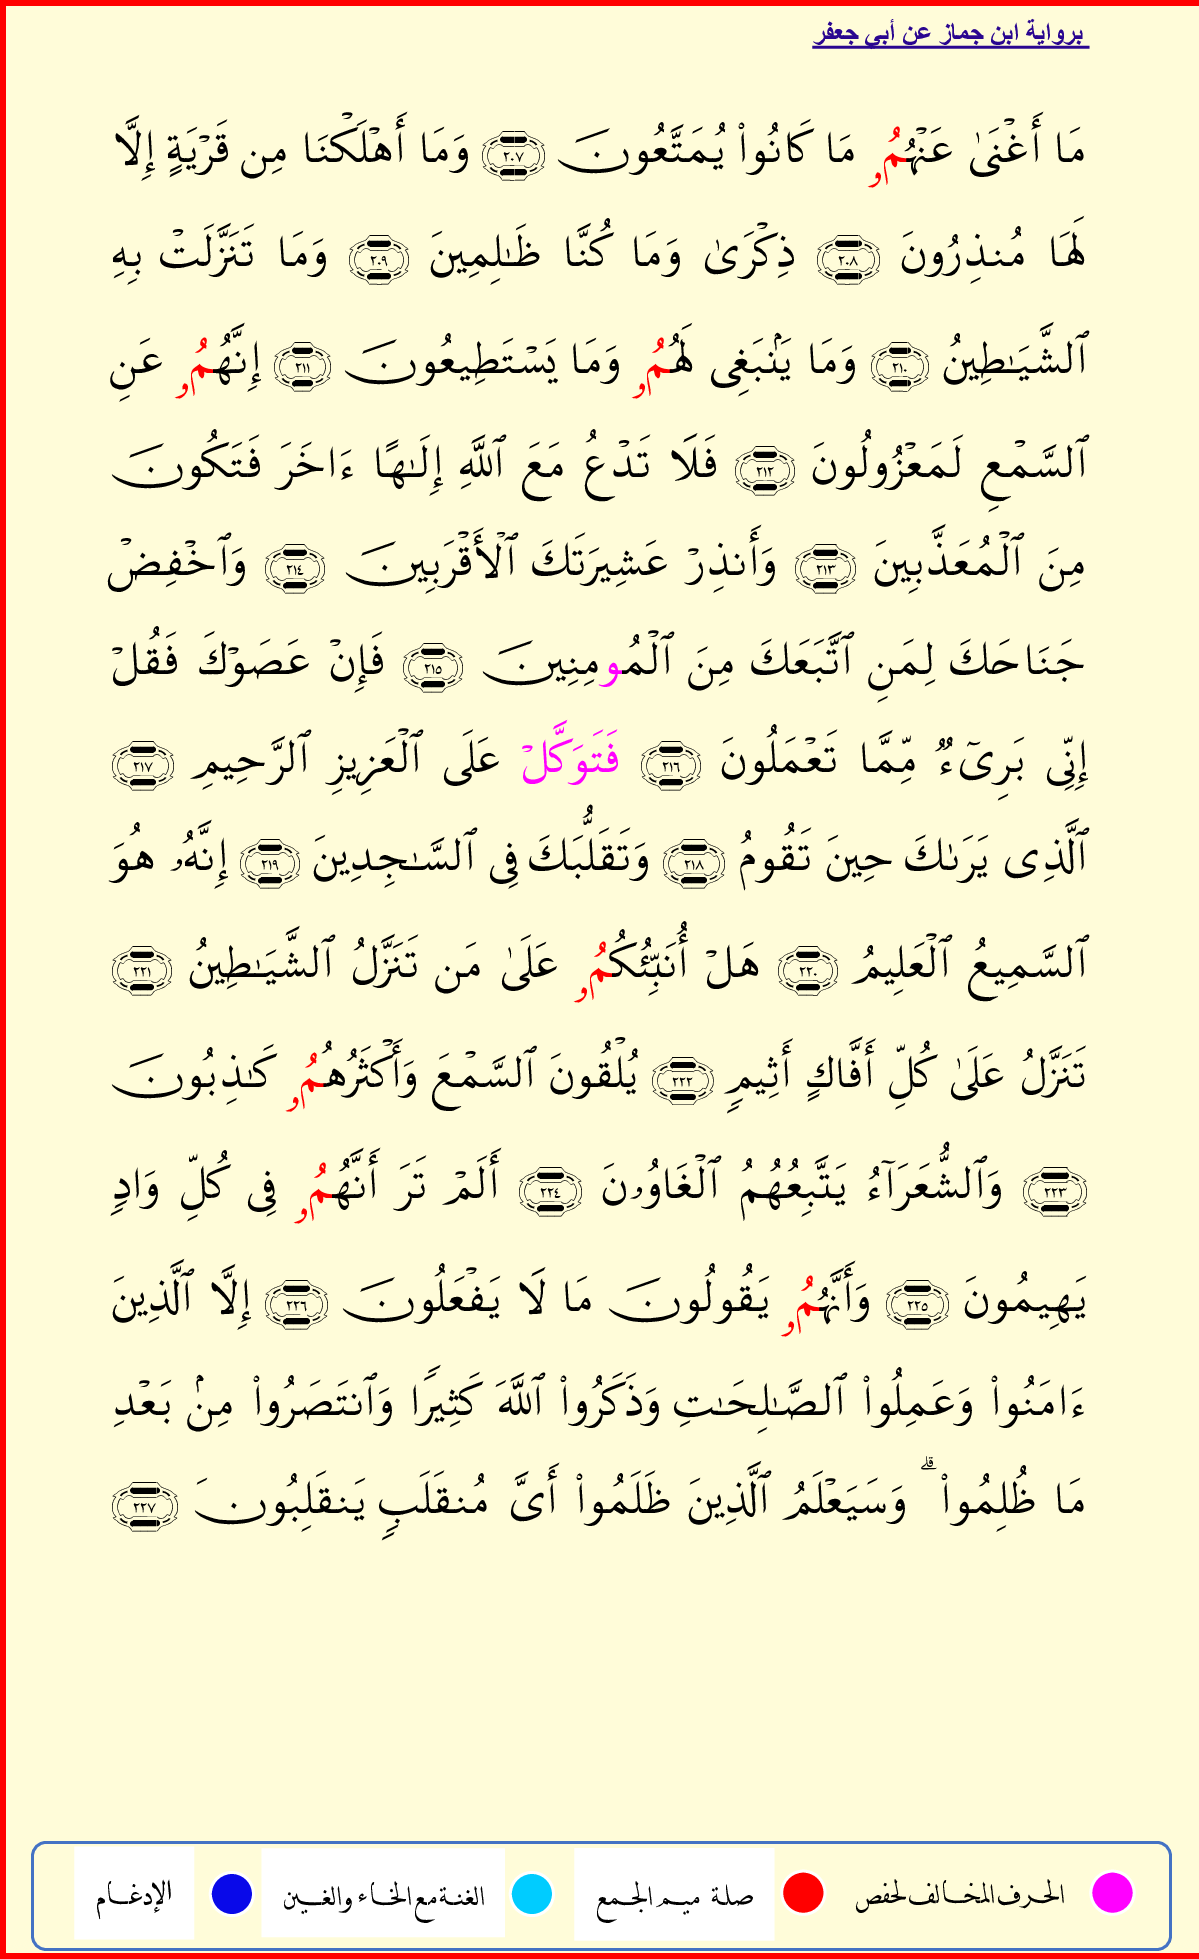 برواية ابن جماز عن أبي جعفر
مَا أَغْنَىٰ عَنْهُمُۥ مَا كَانُوا۟ يُمَتَّعُونَ ٢٠٧ وَمَا أَهْلَكْنَا مِن قَرْيَةٍ إِلَّا
لَهَا مُنذِرُونَ ٢٠٨ ذِكْرَىٰ وَمَا كُنَّا ظَـٰلِمِينَ ٢٠٩ وَمَا تَنَزَّلَتْ بِهِ
ٱلشَّيَـٰطِينُ ٢١٠ وَمَا يَنۢبَغِى لَهُمُۥ وَمَا يَسْتَطِيعُونَ ٢١١ إِنَّهُمُۥ عَنِ
ٱلسَّمْعِ لَمَعْزُولُونَ ٢١٢ فَلَا تَدْعُ مَعَ ٱللَّهِ إِلَـٰهًا ءَاخَرَ فَتَكُونَ
مِنَ ٱلْمُعَذَّبِينَ ٢١٣ وَأَنذِرْ عَشِيرَتَكَ ٱلْأَقْرَبِينَ ٢١٤ وَٱخْفِضْ
جَنَاحَكَ لِمَنِ ٱتَّبَعَكَ مِنَ ٱلْمُومِنِينَ ٢١٥ فَإِنْ عَصَوْكَ فَقُلْ
إِنِّى بَرِىٓءٌ مِّمَّا تَعْمَلُونَ ٢١٦ فَتَوَكَّلْ عَلَى ٱلْعَزِيزِ ٱلرَّحِيمِ ٢١٧
ٱلَّذِى يَرَىٰكَ حِينَ تَقُومُ ٢١٨ وَتَقَلُّبَكَ فِى ٱلسَّـٰجِدِينَ ٢١٩ إِنَّهُۥ هُوَ
ٱلسَّمِيعُ ٱلْعَلِيمُ ٢٢٠ هَلْ أُنَبِّئُكُمُۥ عَلَىٰ مَن تَنَزَّلُ ٱلشَّيَـٰطِينُ ٢٢١
تَنَزَّلُ عَلَىٰ كُلِّ أَفَّاكٍ أَثِيمٍ ٢٢٢ يُلْقُونَ ٱلسَّمْعَ وَأَكْثَرُهُمُۥ كَـٰذِبُونَ
٢٢٣ وَٱلشُّعَرَآءُ يَتَّبِعُهُمُ ٱلْغَاوُۥنَ ٢٢٤ أَلَمْ تَرَ أَنَّهُمُۥ فِى كُلِّ وَادٍ
يَهِيمُونَ ٢٢٥ وَأَنَّهُمُۥ يَقُولُونَ مَا لَا يَفْعَلُونَ ٢٢٦ إِلَّا ٱلَّذِينَ
ءَامَنُوا۟ وَعَمِلُوا۟ ٱلصَّـٰلِحَـٰتِ وَذَكَرُوا۟ ٱللَّهَ كَثِيرًا وَٱنتَصَرُوا۟ مِنۢ بَعْدِ
مَا ظُلِمُوا۟ ۗ وَسَيَعْلَمُ ٱلَّذِينَ ظَلَمُوا۟ أَىَّ مُنقَلَبٍ يَنقَلِبُونَ ٢٢٧
الحرف المخالف لحفص صلة ميم الجمع الغنة مع الخاء والغين الإدغام